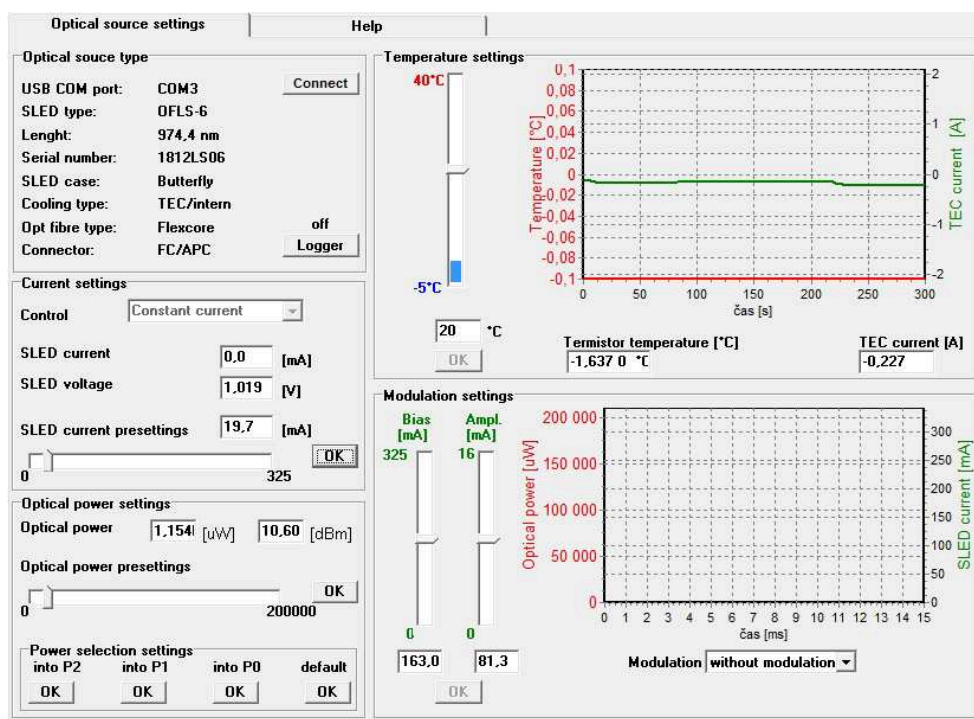 Optical source settings
Help
Optical souce type
USB COM port: COM3 Connect
SLED type: OFLS-6
Lenght: 974,4 nm
Serial number: 1812LS06
SLED case: Butterfly
Cooling type: TEC/intern
Opt fibre type: Flexcore off
Connector: FC/APC Logger
Current settings
Control Constant current
SLED current 0,0 [mA]
SLED voltage 1,019 [V]
SLED current presettings 19,7 [mA]
OK
0 325
Optical power settings
Optical power 1,154 [uW] 10,60 [dBm]
Optical power presettings
OK
0 200000
Power selection settings
into P2 into P1 into P0 default
OK OK OK OK
Temperature settings
40°C
-5°C
20 °C
OK
Temperature [°C]
0,1
0,08
0,06
0,04
0,02
0
-0,02
-0,04
-0,06
-0,08
-0,1
2
1
0
-1
-2
TEC current [A]
0 50 100 150 200 250 300
čas [s]
Termistor temperature [°C] TEC current [A]
-1,637 0 °C -0,227
Modulation settings
Bias Ampl.
[mA] [mA]
325 16
0 0
163,0 81,3
OK
Optical power [uW]
200 000
150 000
100 000
50 000
0
300
250
200
150
100
50
0
SLED current [mA]
0 1 2 3 4 5 6 7 8 9 10 11 12 13 14 15
čas [ms]
Modulation without modulation